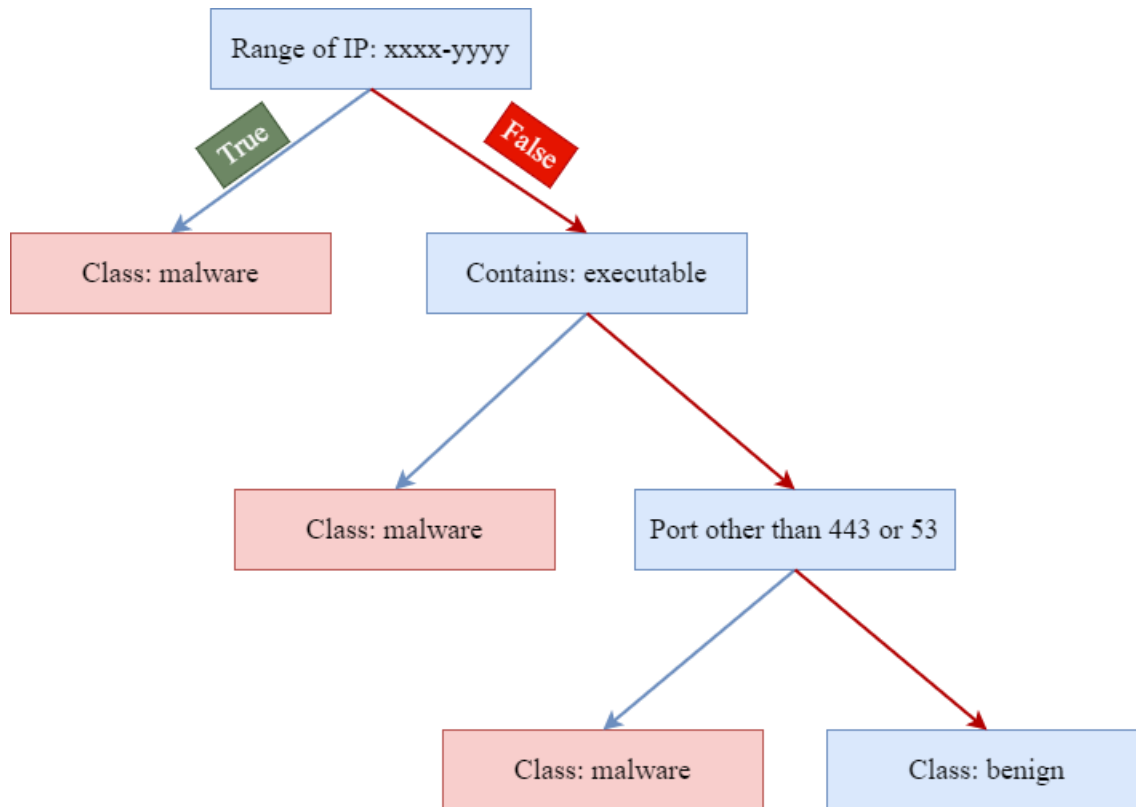 Range of IP: xxxx-yyyy
True
False
Class: malware
Contains: executable
Class: malware
Port other than 443 or 53
Class: malware
Class: benign